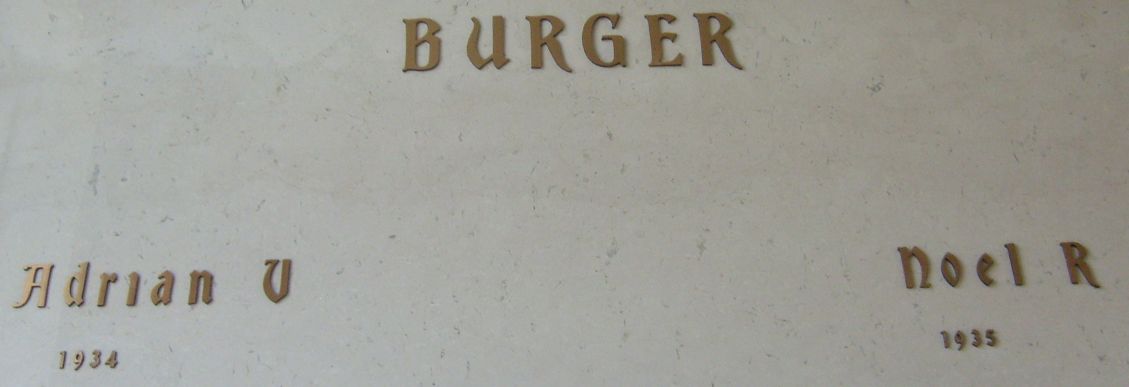 BURGER
Adrian V
Noel R
1934
1935